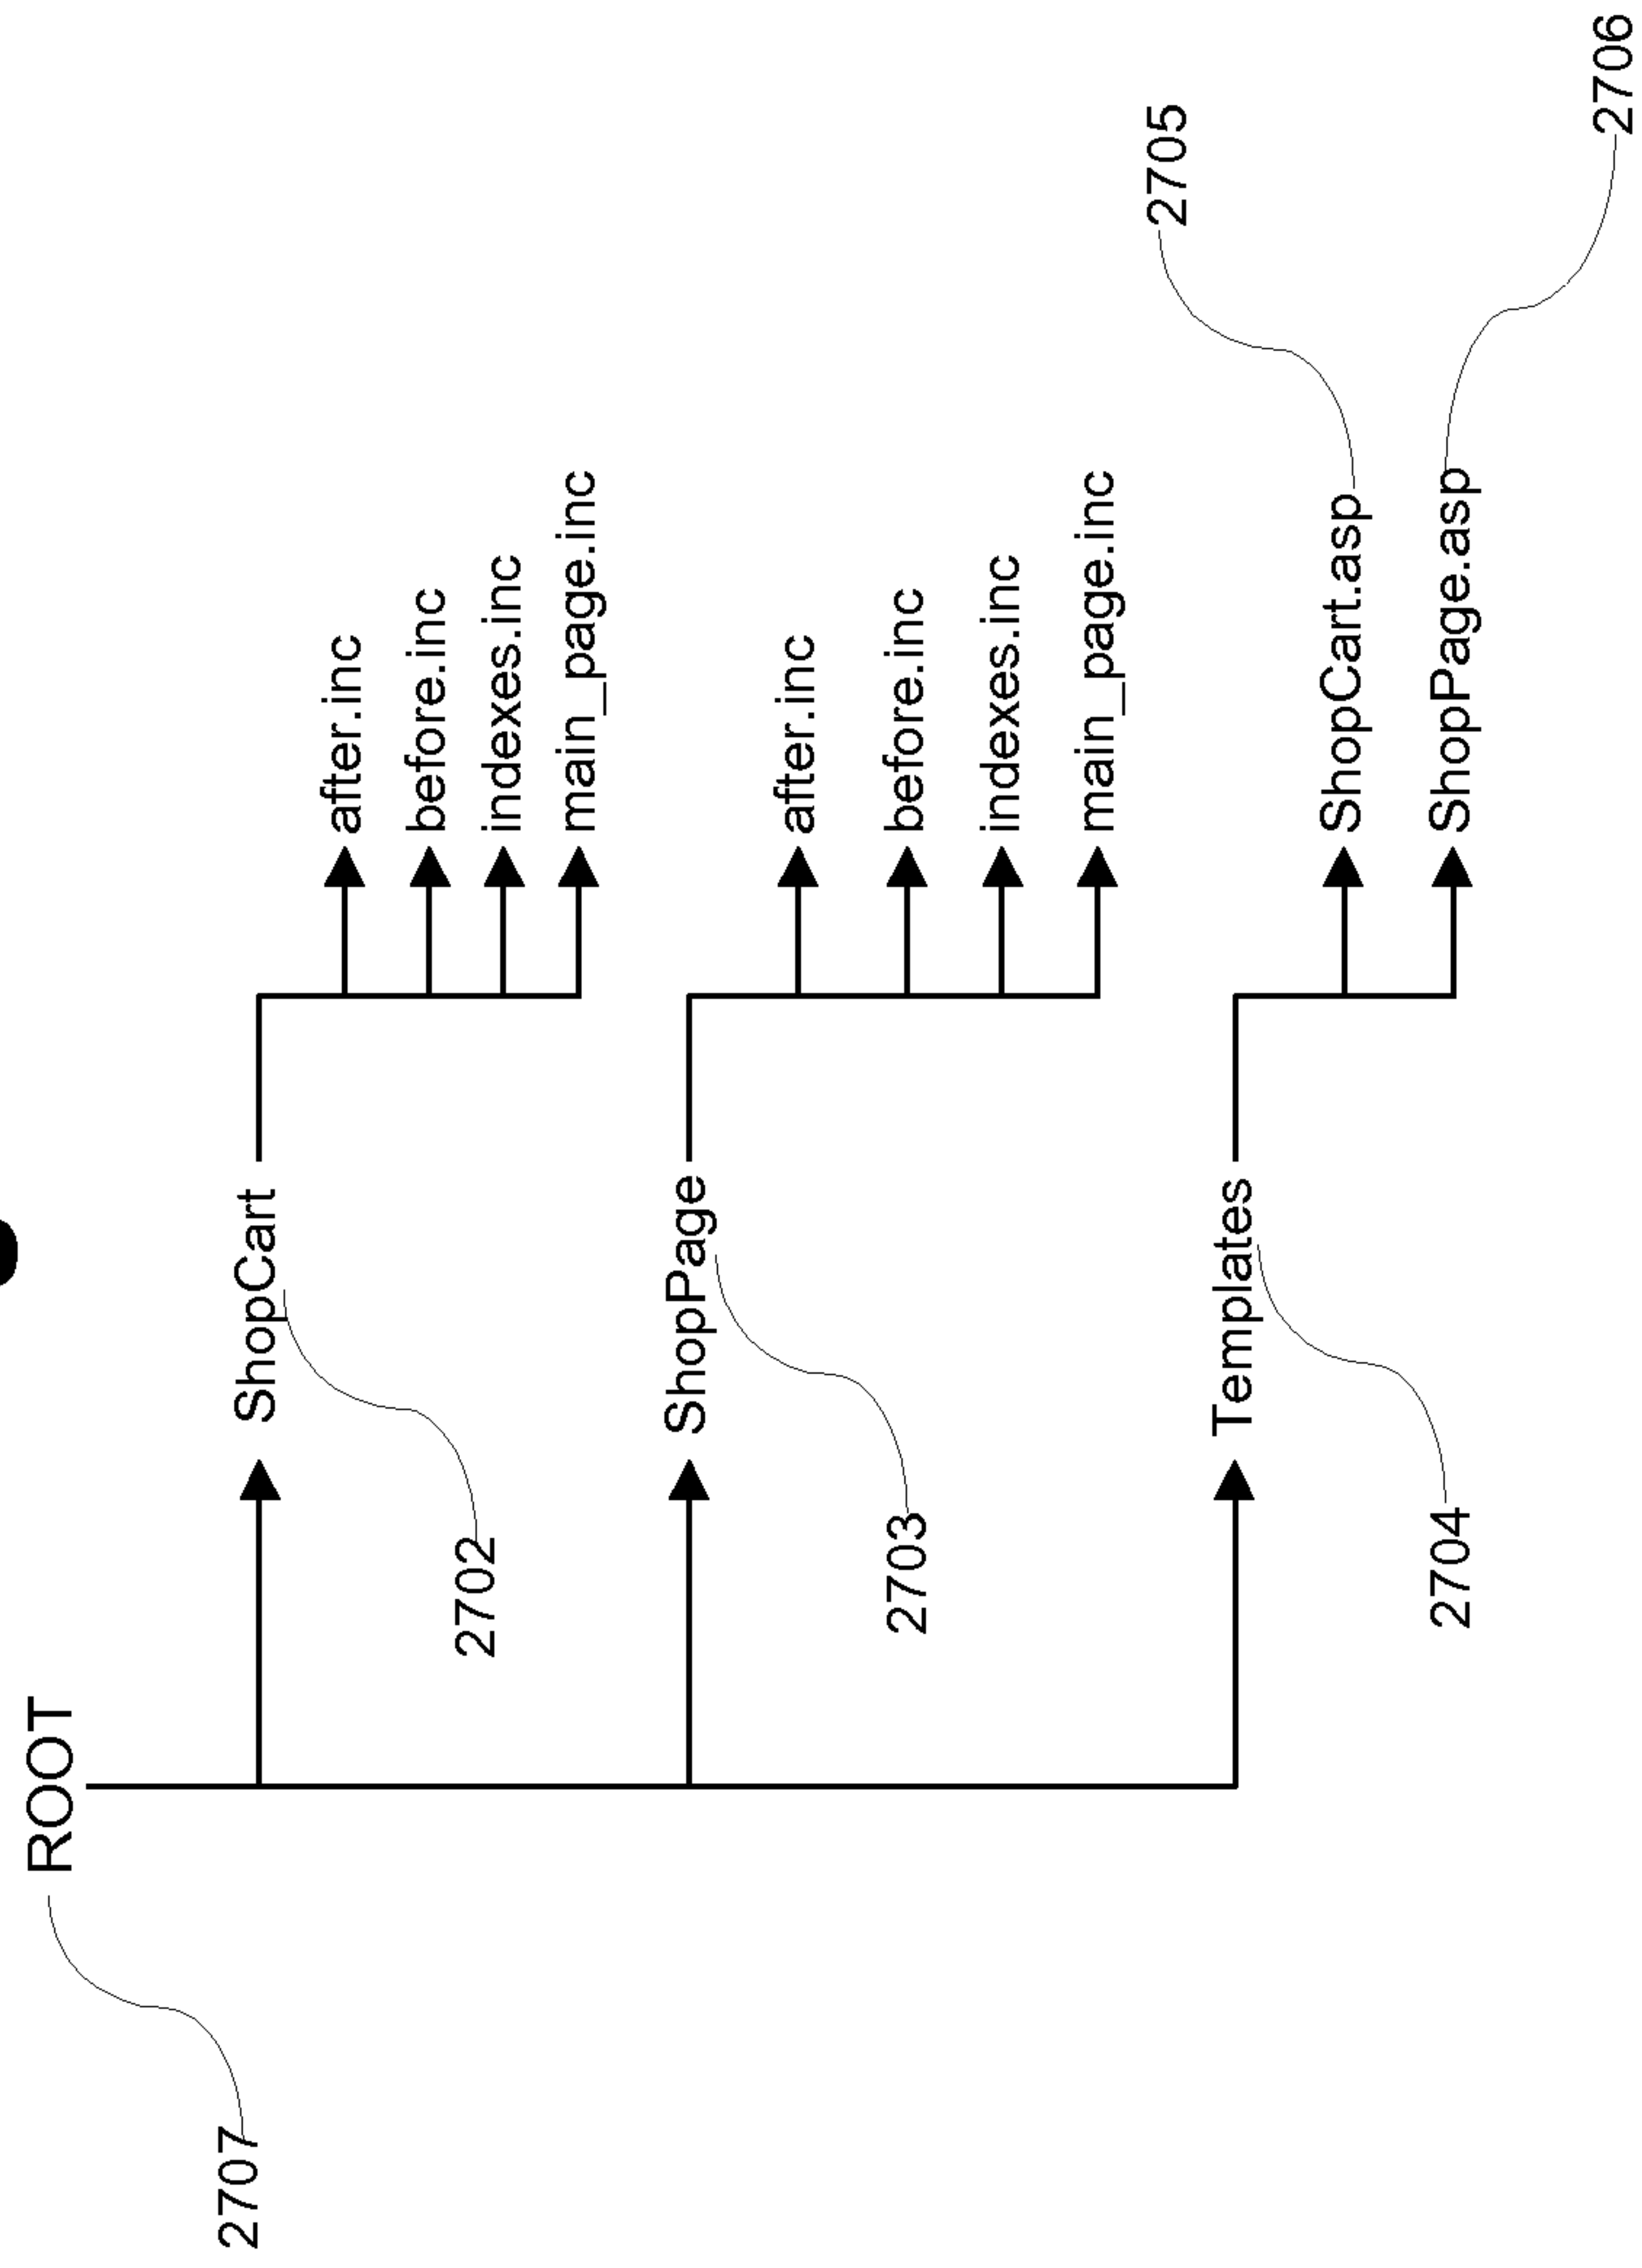 ROOT
2707
ShopCart
2702
after.inc
before.inc
indexes.inc
main_page.inc
ShopPage
2703
after.inc
before.inc
indexes.inc
main_page.inc
Templates
2704
2705
ShopCart.asp
ShopPage.asp
2706